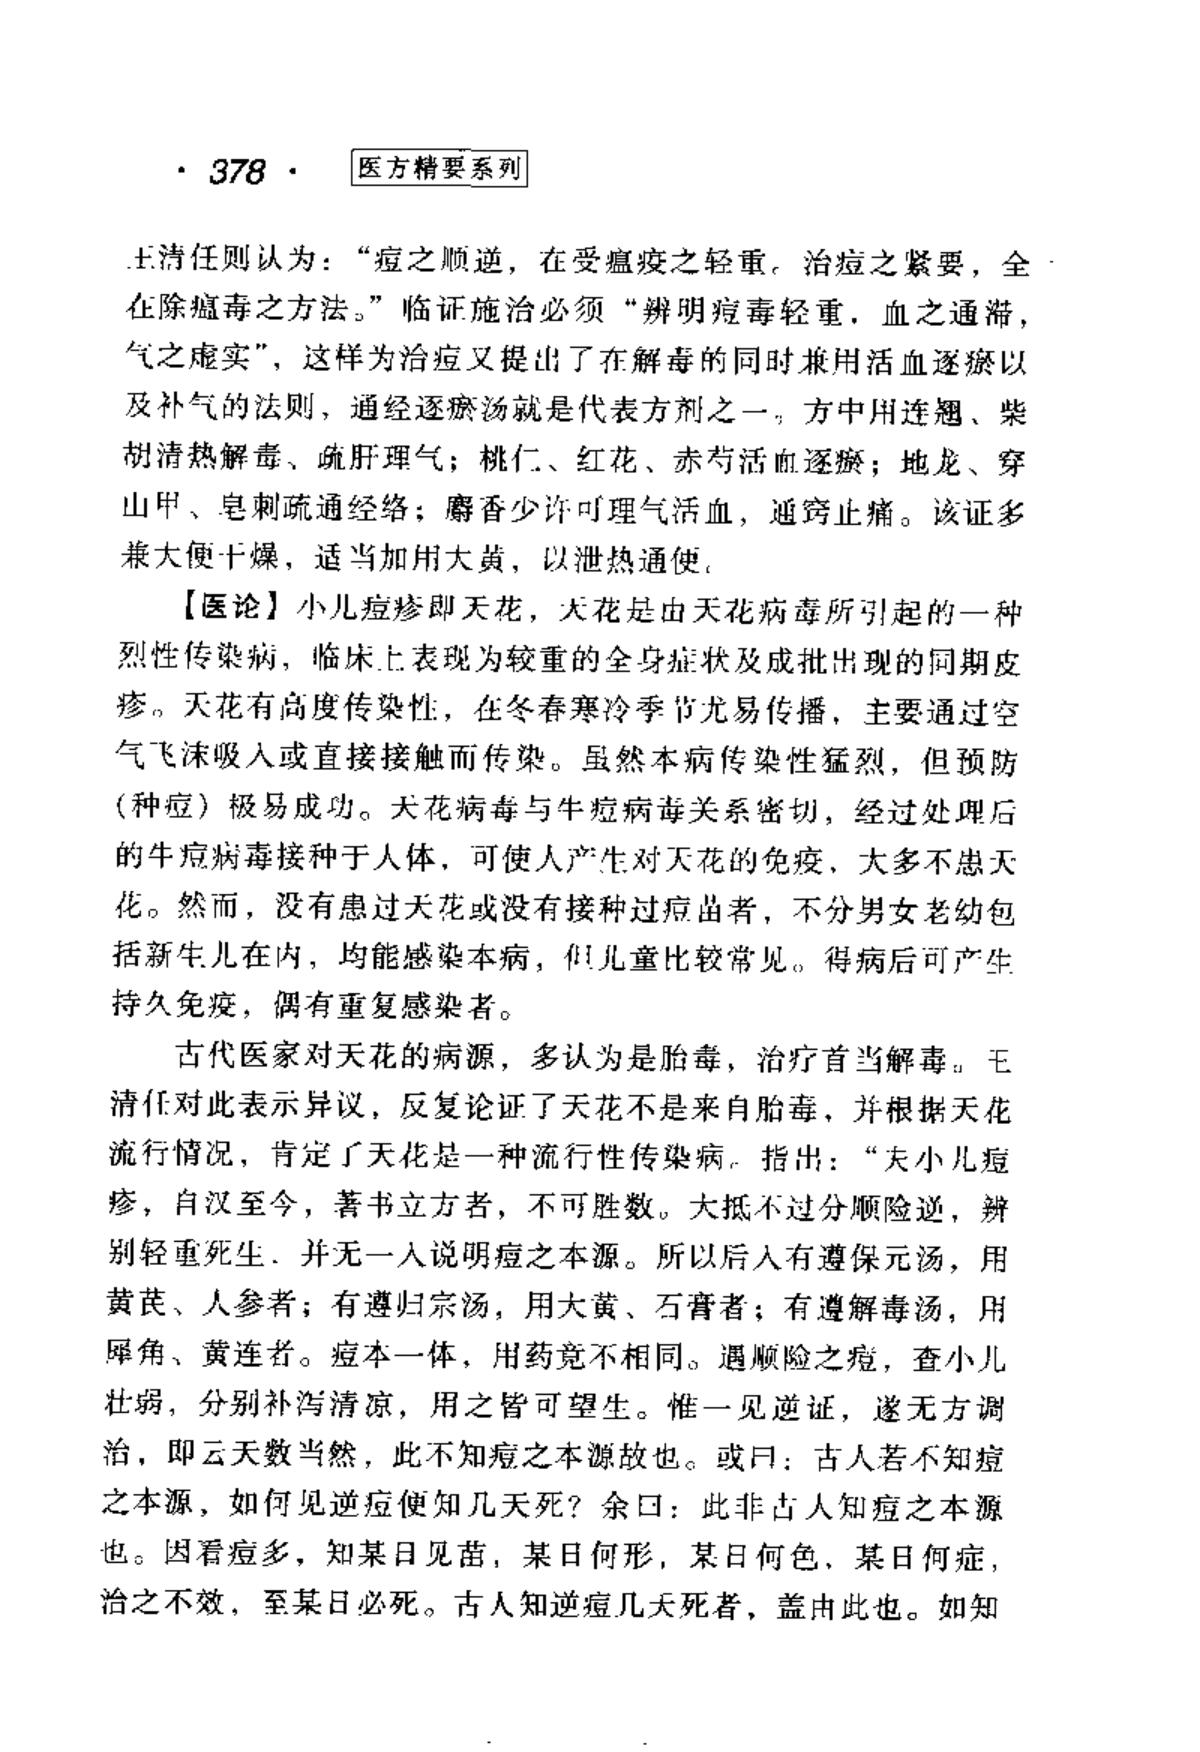 · 378 · 医方精要系列
王清任则认为：“痘之顺逆，在受瘟疫之轻重。治痘之紧要，全
在除瘟毒之方法。”临证施治必须“辨明痘毒轻重，血之通滞，
气之虚实”，这样为治痘又提出了在解毒的同时兼用活血逐瘀以
及补气的法则，通经逐瘀汤就是代表方剂之一。方中用连翘、柴
胡清热解毒、疏肝理气；桃仁、红花、赤芍活血逐瘀；地龙、穿
山甲、皂刺疏通经络；麝香少许可理气活血，通窍止痛。该证多
兼大便干燥，适当加用大黄，以泄热通便。
【医论】小儿痘疹即天花，天花是由天花病毒所引起的一种
烈性传染病，临床上表现为较重的全身症状及成批出现的同期皮
疹。天花有高度传染性，在冬春寒冷季节尤易传播，主要通过空
气飞沫吸入或直接接触而传染。虽然本病传染性猛烈，但预防
（种痘）极易成功。天花病毒与牛痘病毒关系密切，经过处理后
的牛痘病毒接种于人体，可使人产生对天花的免疫，大多不患天
花。然而，没有患过天花或没有接种过痘苗者，不分男女老幼包
括新生儿在内，均能感染本病，但儿童比较常见。得病后可产生
持久免疫，偶有重复感染者。
古代医家对天花的病源，多认为是胎毒，治疗首当解毒。王
清任对此表示异议，反复论证了天花不是来自胎毒，并根据天花
流行情况，肯定了天花是一种流行性传染病。指出：“夫小儿痘
疹，自汉至今，著书立方者，不可胜数。大抵不过分顺险逆，辨
别轻重死生，并无一人说明痘之本源。所以后人有遵保元汤，用
黄芪、人参者；有遵归宗汤，用大黄、石膏者；有遵解毒汤，用
犀角、黄连者。痘本一体，用药竟不相同。遇顺险之痘，查小儿
壮弱，分别补泻清凉，用之皆可望生。惟一见逆证，遂无方调
治，即云天数当然，此不知痘之本源故也。或曰：古人若不知痘
之本源，如何见逆痘便知几天死？余曰：此非古人知痘之本源
也。因看痘多，知某日见苗，某日何形，某日何色，某日何症，
治之不效，至某日必死。古人知逆痘几天死者，盖由此也。如知